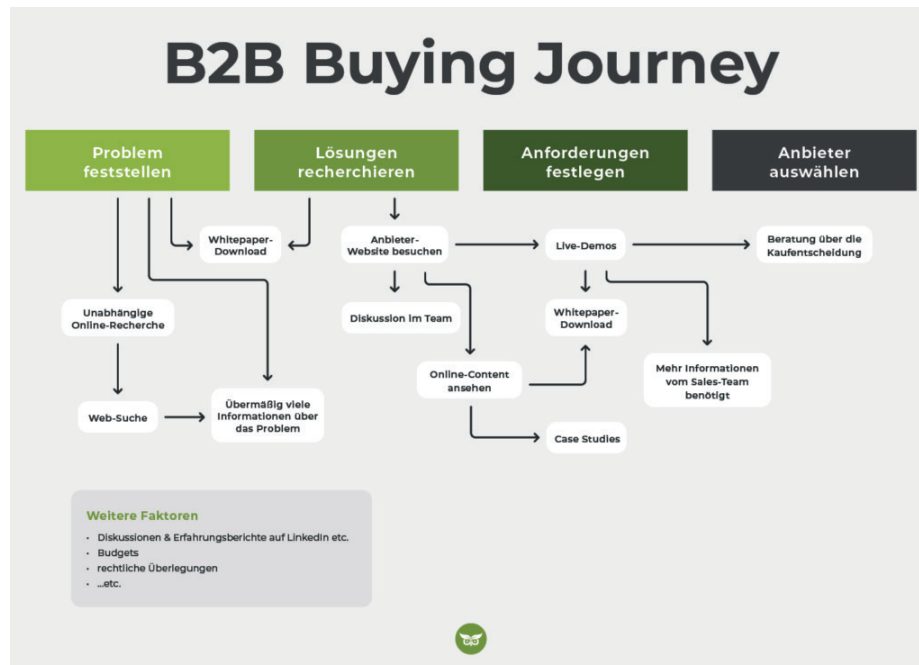 B2B Buying Journey
Problem
feststellen
Lösungen
recherchieren
Anforderungen
festlegen
Anbieter
auswählen
Whitepaper-
Download
Anbieter-
Website besuchen
Live-Demos
Beratung über die
Kaufentscheidung
Unabhängige
Online-Recherche
Diskussion im Team
Whitepaper-
Download
Online-Content
ansehen
Mehr Informationen
vom Sales-Team
benötigt
Web-Suche
Übermäßig viele
Informationen über
das Problem
Case Studies
Weitere Faktoren
• Diskussionen & Erfahrungsberichte auf LinkedIn etc.
• Budgets
• rechtliche Überlegungen
• ...etc.